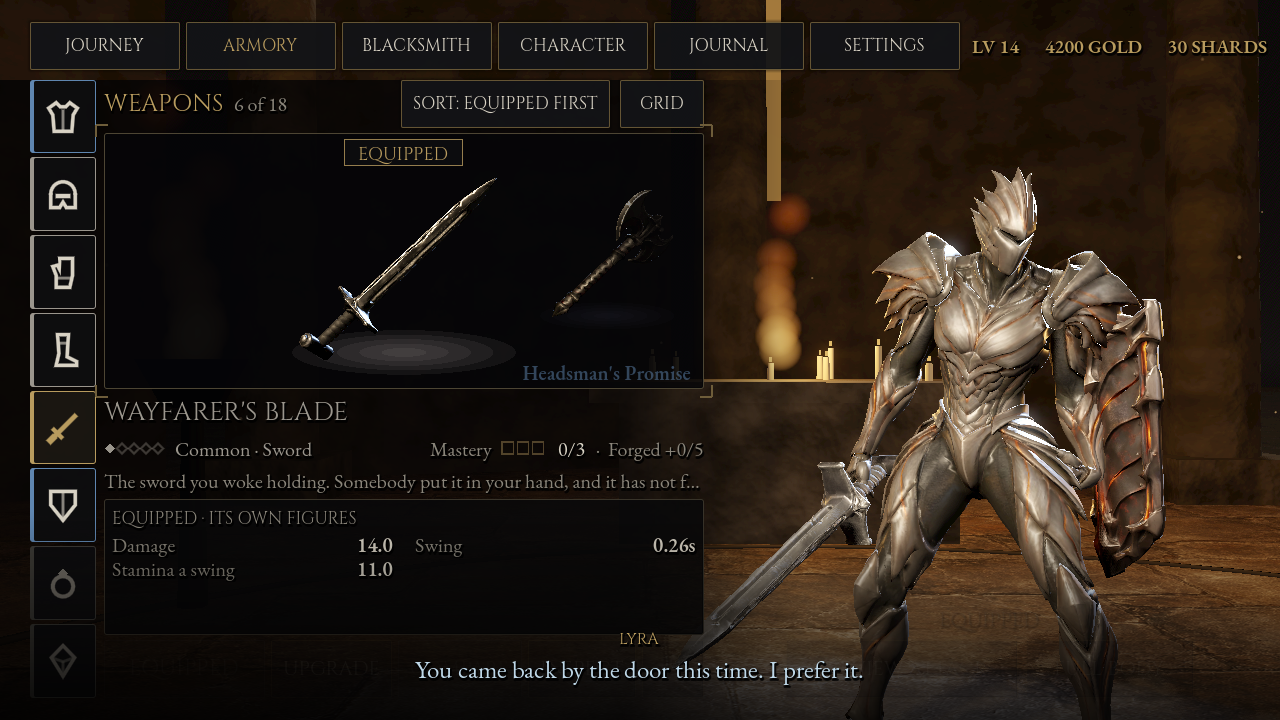 JOURNEY
ARMORY
BLACKSMITH
CHARACTER
JOURNAL
SETTINGS
LV 14
4200 GOLD
30 SHARDS
WEAPONS 6 of 18
SORT: EQUIPPED FIRST
GRID
EQUIPPED
Headsman's Promise
WAYFARER'S BLADE
Common · Sword
Mastery 0/3 · Forged +0/5
The sword you woke holding. Somebody put it in your hand, and it has not f...
EQUIPPED · ITS OWN FIGURES
Damage 14.0 Swing 0.26s
Stamina a swing 11.0
EQUIPPED
LYRA
UPGRADE
You came back by the door this time. I prefer it.